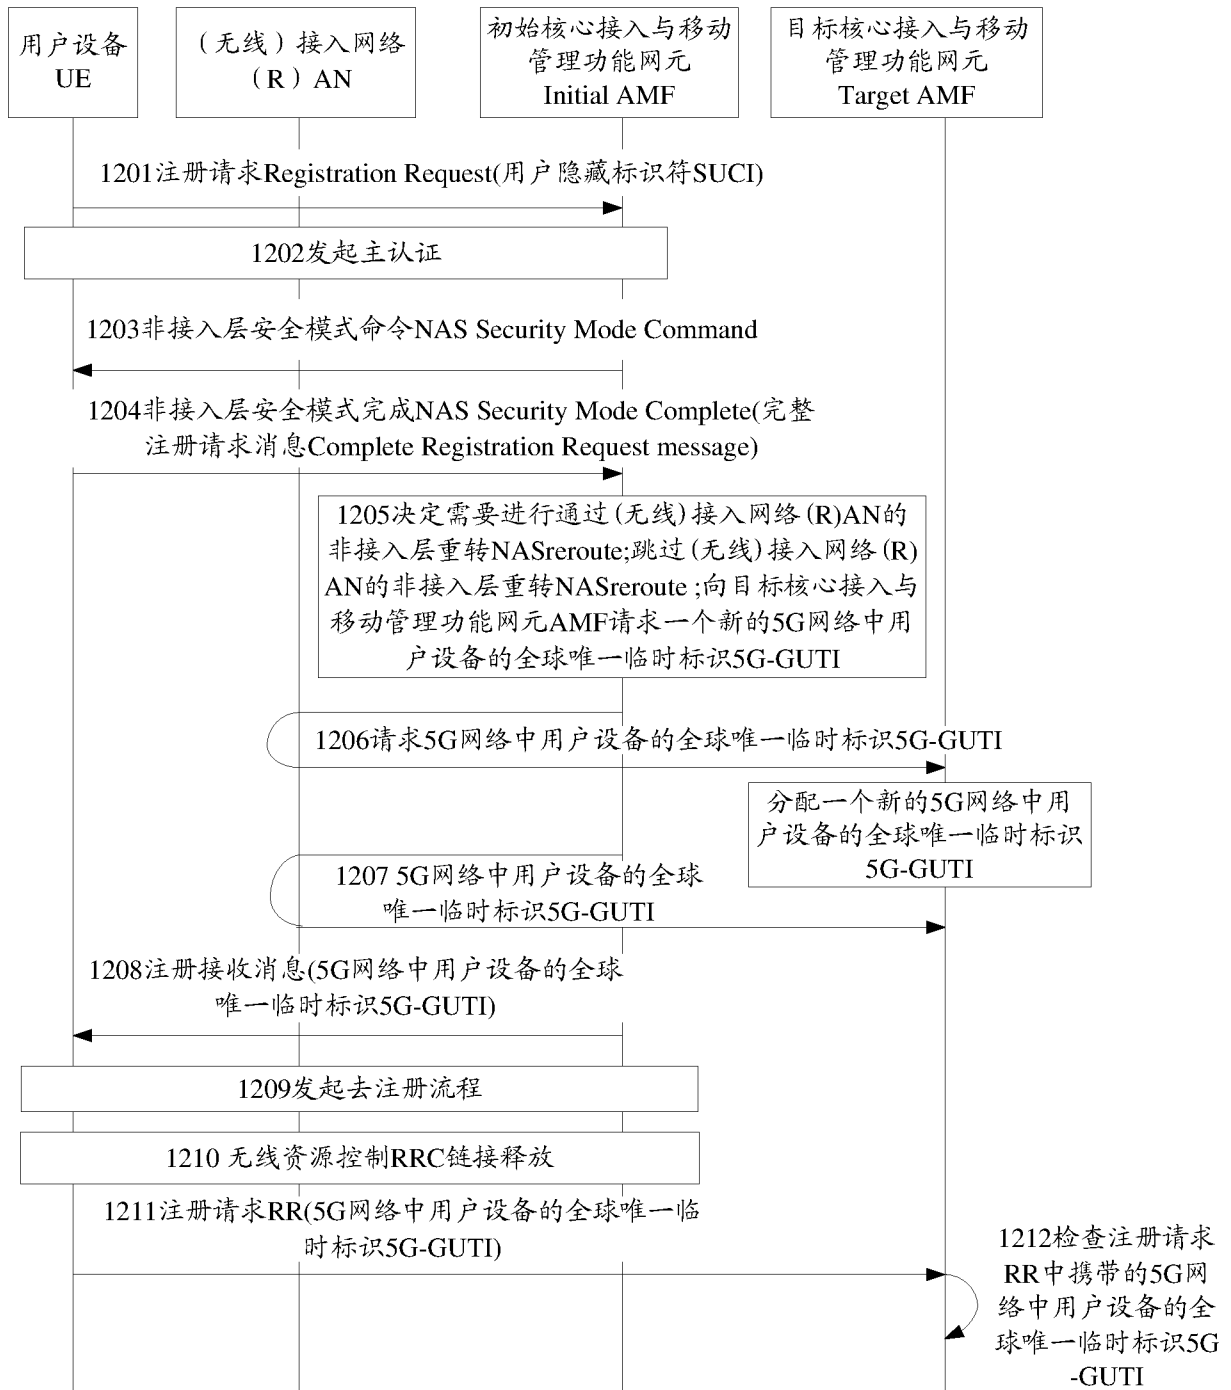 用户设备
UE
（无线）接入网络
（R）AN
初始核心接入与移动
管理功能网元
Initial AMF
目标核心接入与移动
管理功能网元
Target AMF
1201注册请求Registration Request(用户隐藏标识符SUCI)
1202发起主认证
1203非接入层安全模式命令NAS Security Mode Command
1204非接入层安全模式完成NAS Security Mode Complete(完整
注册请求消息Complete Registration Request message)
1205决定需要进行通过(无线)接入网络(R)AN的
非接入层重转NASreroute;跳过(无线)接入网络(R)
AN的非接入层重转NASreroute ;向目标核心接入与
移动管理功能网元AMF请求一个新的5G网络中用
户设备的全球唯一临时标识5G-GUTI
1206请求5G网络中用户设备的全球唯一临时标识5G-GUTI
分配一个新的5G网络中用
户设备的全球唯一临时标识
5G-GUTI
1207 5G网络中用户设备的全球
唯一临时标识5G-GUTI
1208注册接收消息(5G网络中用户设备的全球
唯一临时标识5G-GUTI)
1209发起去注册流程
1210 无线资源控制RRC链接释放
1211注册请求RR(5G网络中用户设备的全球唯一临
时标识5G-GUTI)
1212检查注册请求
RR中携带的5G网
络中用户设备的全
球唯一临时标识5G
-GUTI